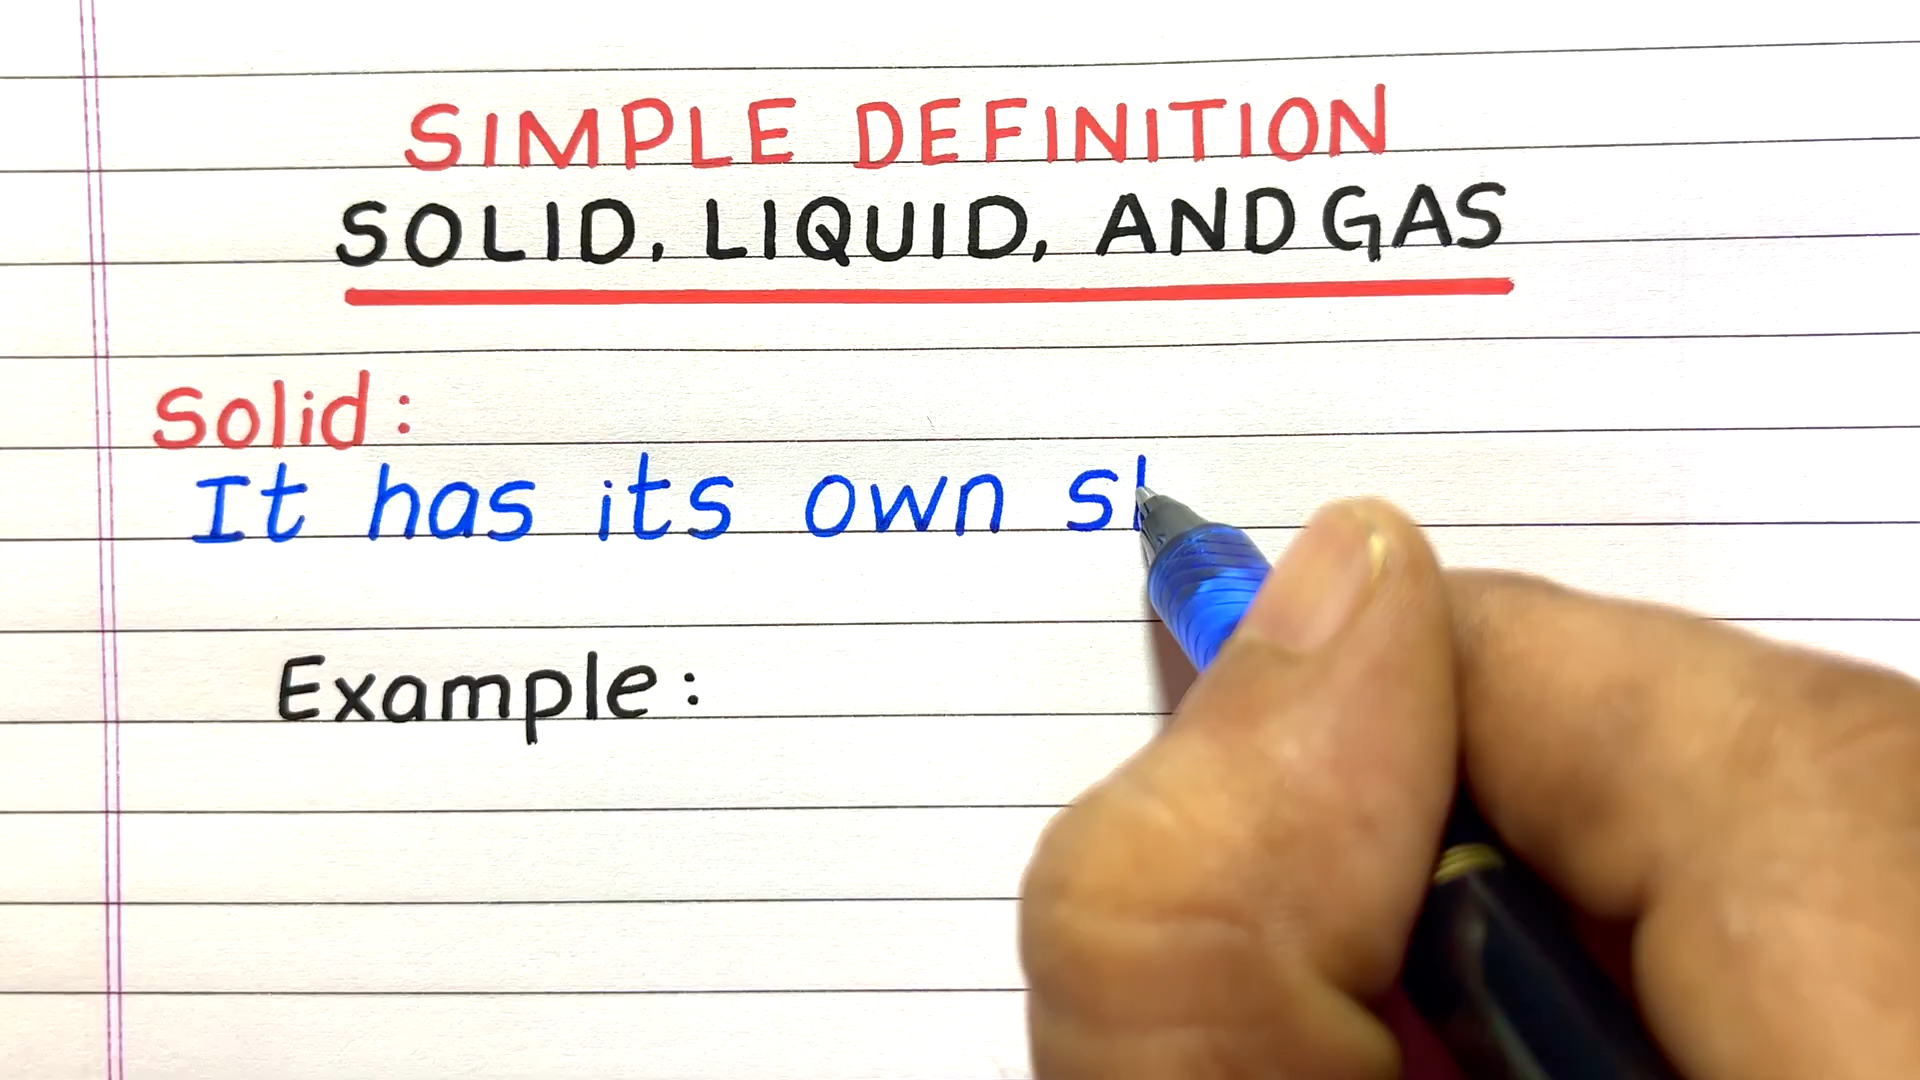 SIMPLE DEFINITION
SOLID, LIQUID, AND GAS
Solid:
It has its own
Example: